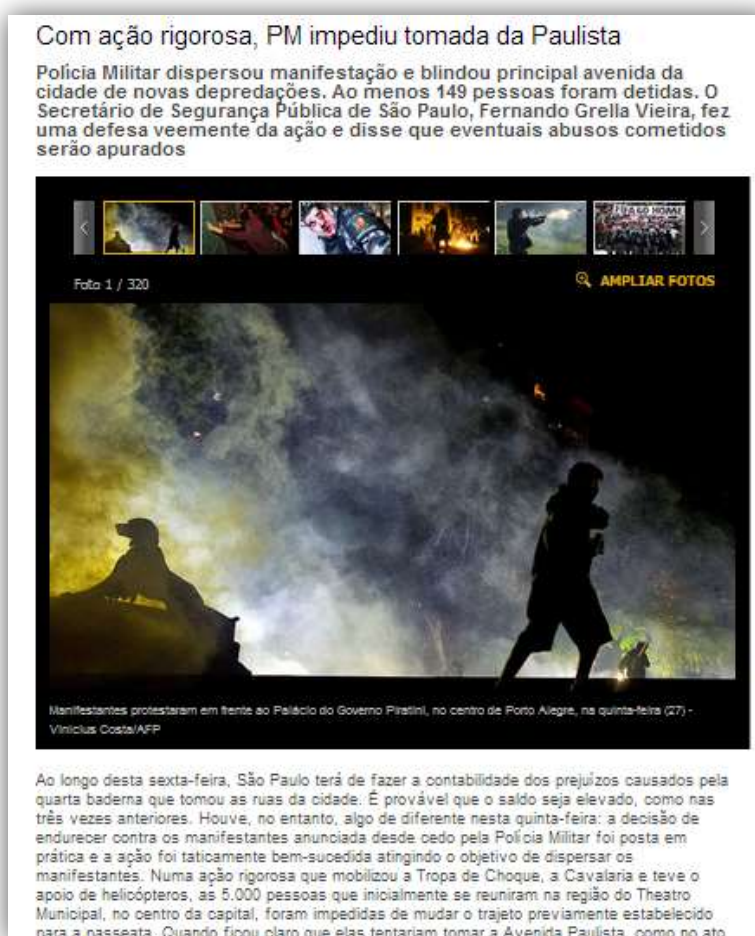 Com ação rigorosa, PM impediu tomada da Paulista
Polícia Militar dispersou manifestação e blindou principal avenida da
cidade de novas depredações. Ao menos 149 pessoas foram detidas. O
Secretário de Segurança Pública de São Paulo, Fernando Grella Vieira, fez
uma defesa veemente da ação e disse que eventuais abusos cometidos
serão apurados
GO HOME
Foto 1 / 320
AMPLIAR FOTOS
Manifestantes protestaram em frente ao Palácio do Governo Piratini, no centro de Porto Alegre, na quinta-feira (27) -
Vinicius Costa/AFP
Ao longo desta sexta-feira, São Paulo terá de fazer a contabilidade dos prejuízos causados pela
quarta baderna que tomou as ruas da cidade. É provável que o saldo seja elevado, como nas
três vezes anteriores. Houve, no entanto, algo de diferente nesta quinta-feira: a decisão de
endurecer contra os manifestantes anunciada desde cedo pela Polícia Militar foi posta em
prática e a ação foi taticamente bem-sucedida atingindo o objetivo de dispersar os
manifestantes. Numa ação rigorosa que mobilizou a Tropa de Choque, a Cavalaria e teve o
apoio de helicópteros, as 5.000 pessoas que inicialmente se reuniram na região do Theatro
Municipal, no centro da capital, foram impedidas de mudar o trajeto previamente estabelecido
para a passeata. Quando ficou claro que elas tentariam tomar a Avenida Paulista, como no ato